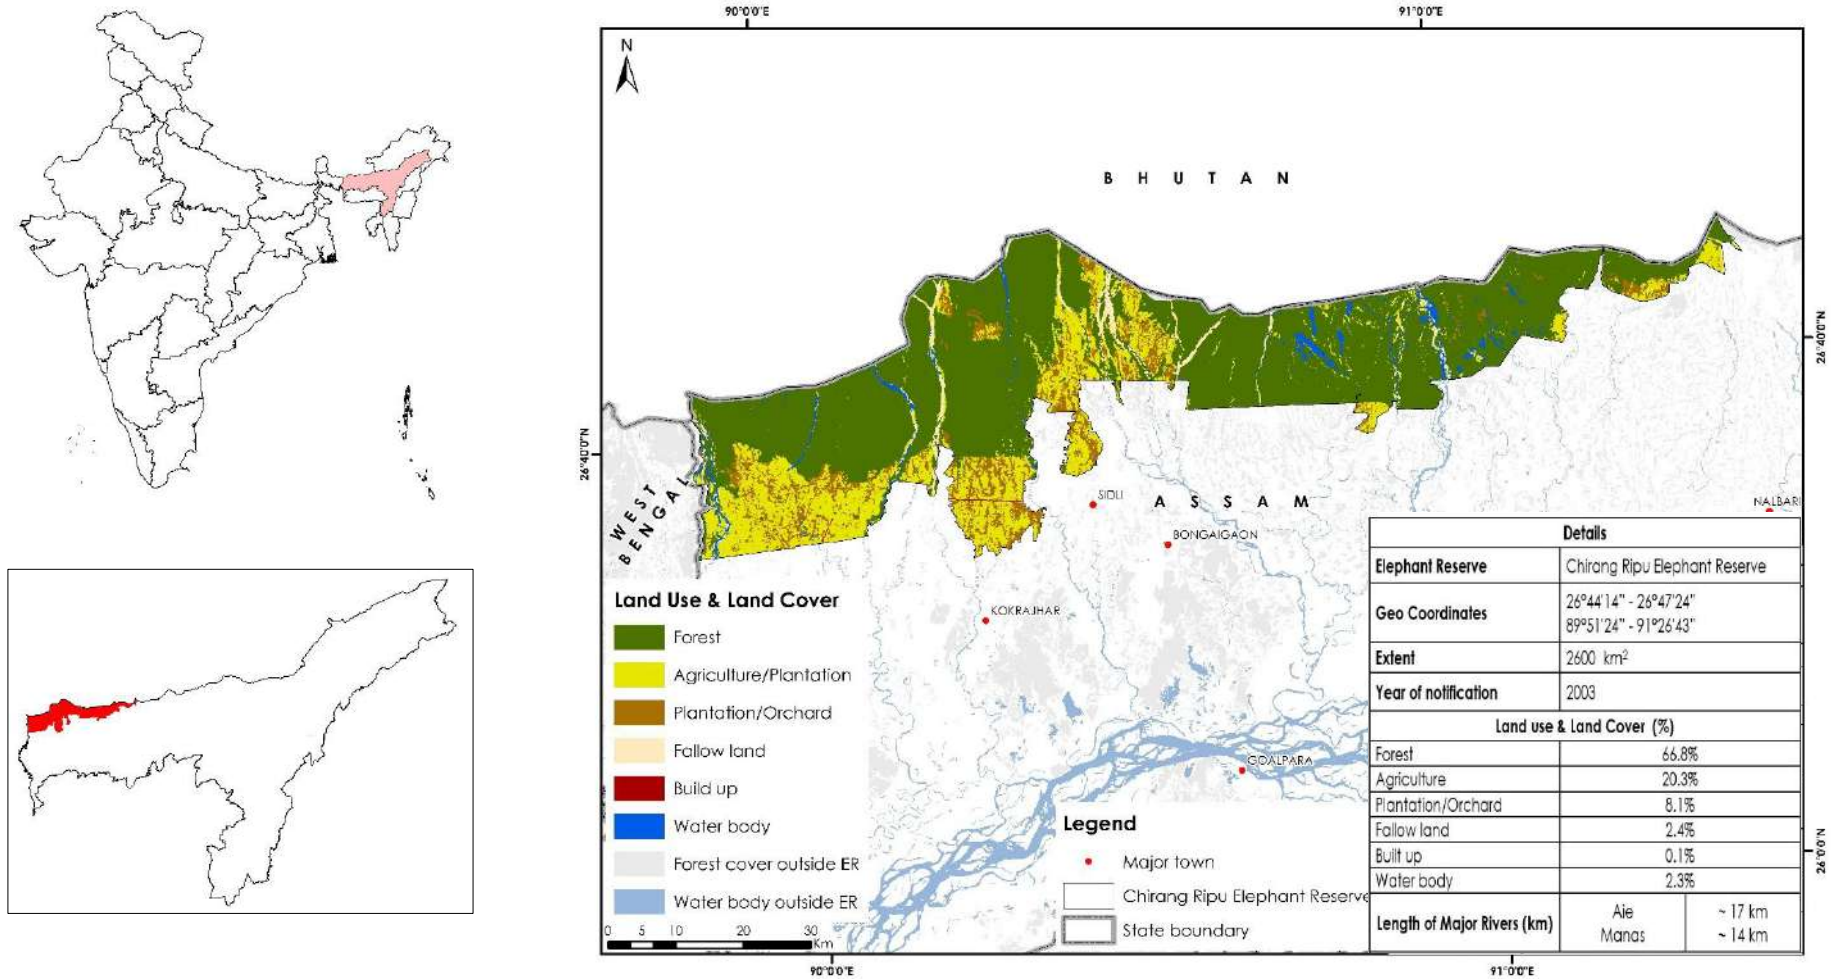 90°0'0"E
91°0'0"E
N
B H U T A N
26°40'0"N
26°40'0"N
WEST
BENGAL
A S S A M
SIDLI
BONGAIGAON
NALBARI
KOKRAJHAR
GOALPARA
Land Use & Land Cover
Forest
Agriculture/Plantation
Plantation/Orchard
Fallow land
Build up
Water body
Forest cover outside ER
Water body outside ER
0 5 10 20 30
Km
Legend
Major town
Chirang Ripu Elephant Reserve
State boundary
Details
Elephant Reserve Chirang Ripu Elephant Reserve
Geo Coordinates 26°44'14" - 26°47'24"
89°51'24" - 91°26'43"
Extent 2600 km²
Year of notification 2003
Land use & Land Cover (%)
Forest 66.8%
Agriculture 20.3%
Plantation/Orchard 8.1%
Fallow land 2.4%
Built up 0.1%
Water body 2.3%
Length of Major Rivers (km) Aie ~ 17 km
Manas ~ 14 km
26°0'0"N
90°0'0"E
91°0'0"E